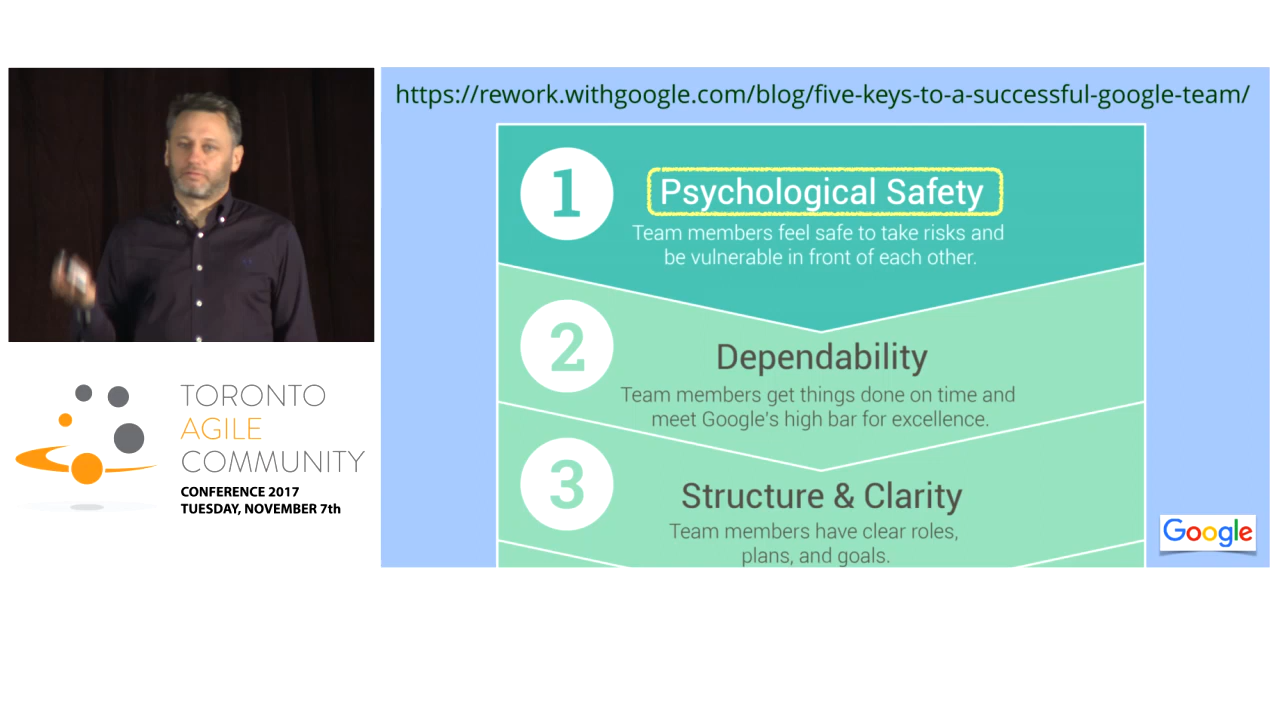 https://rework.withgoogle.com/blog/five-keys-to-a-successful-google-team/
1
Psychological Safety
Team members feel safe to take risks and
be vulnerable in front of each other.
2
Dependability
Team members get things done on time and
meet Google's high bar for excellence.
3
Structure & Clarity
Team members have clear roles,
plans, and goals.
Google
TORONTO
AGILE
COMMUNITY
CONFERENCE 2017
TUESDAY, NOVEMBER 7th